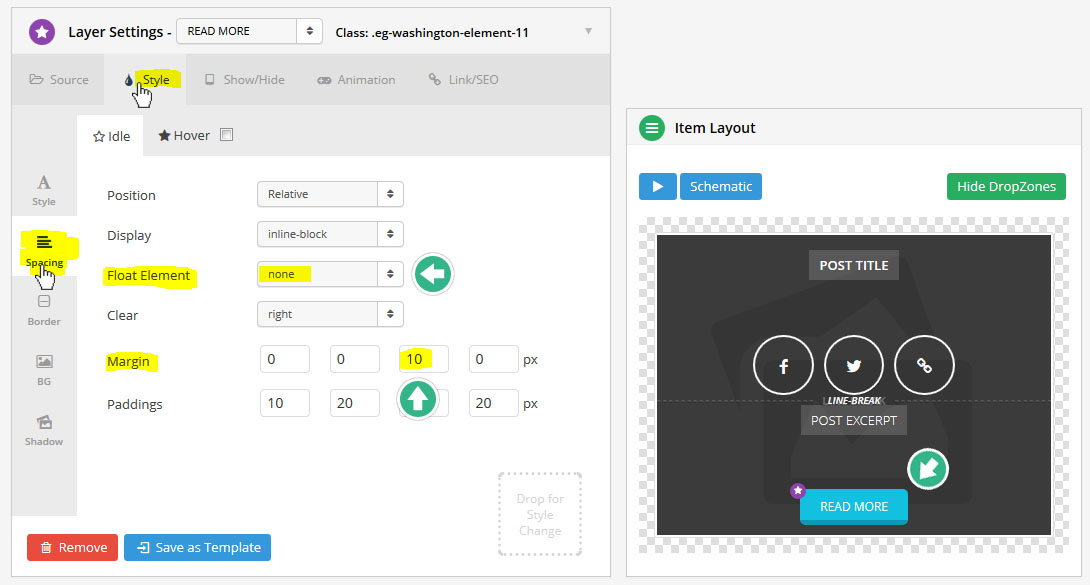 Layer Settings - READ MORE Class: .eg-washington-element-11
Source Style Show/Hide Animation Link/SEO
Idle Hover
Style
Spacing
Border
BG
Shadow
Position Relative
Display inline-block
Float Element none
Clear right
Margin 0 0 10 0 px
Paddings 10 20 20 px
Drop for
Style
Change
Remove Save as Template
Item Layout
Schematic Hide DropZones
POST TITLE
LINE-BREAK
POST EXCERPT
READ MORE